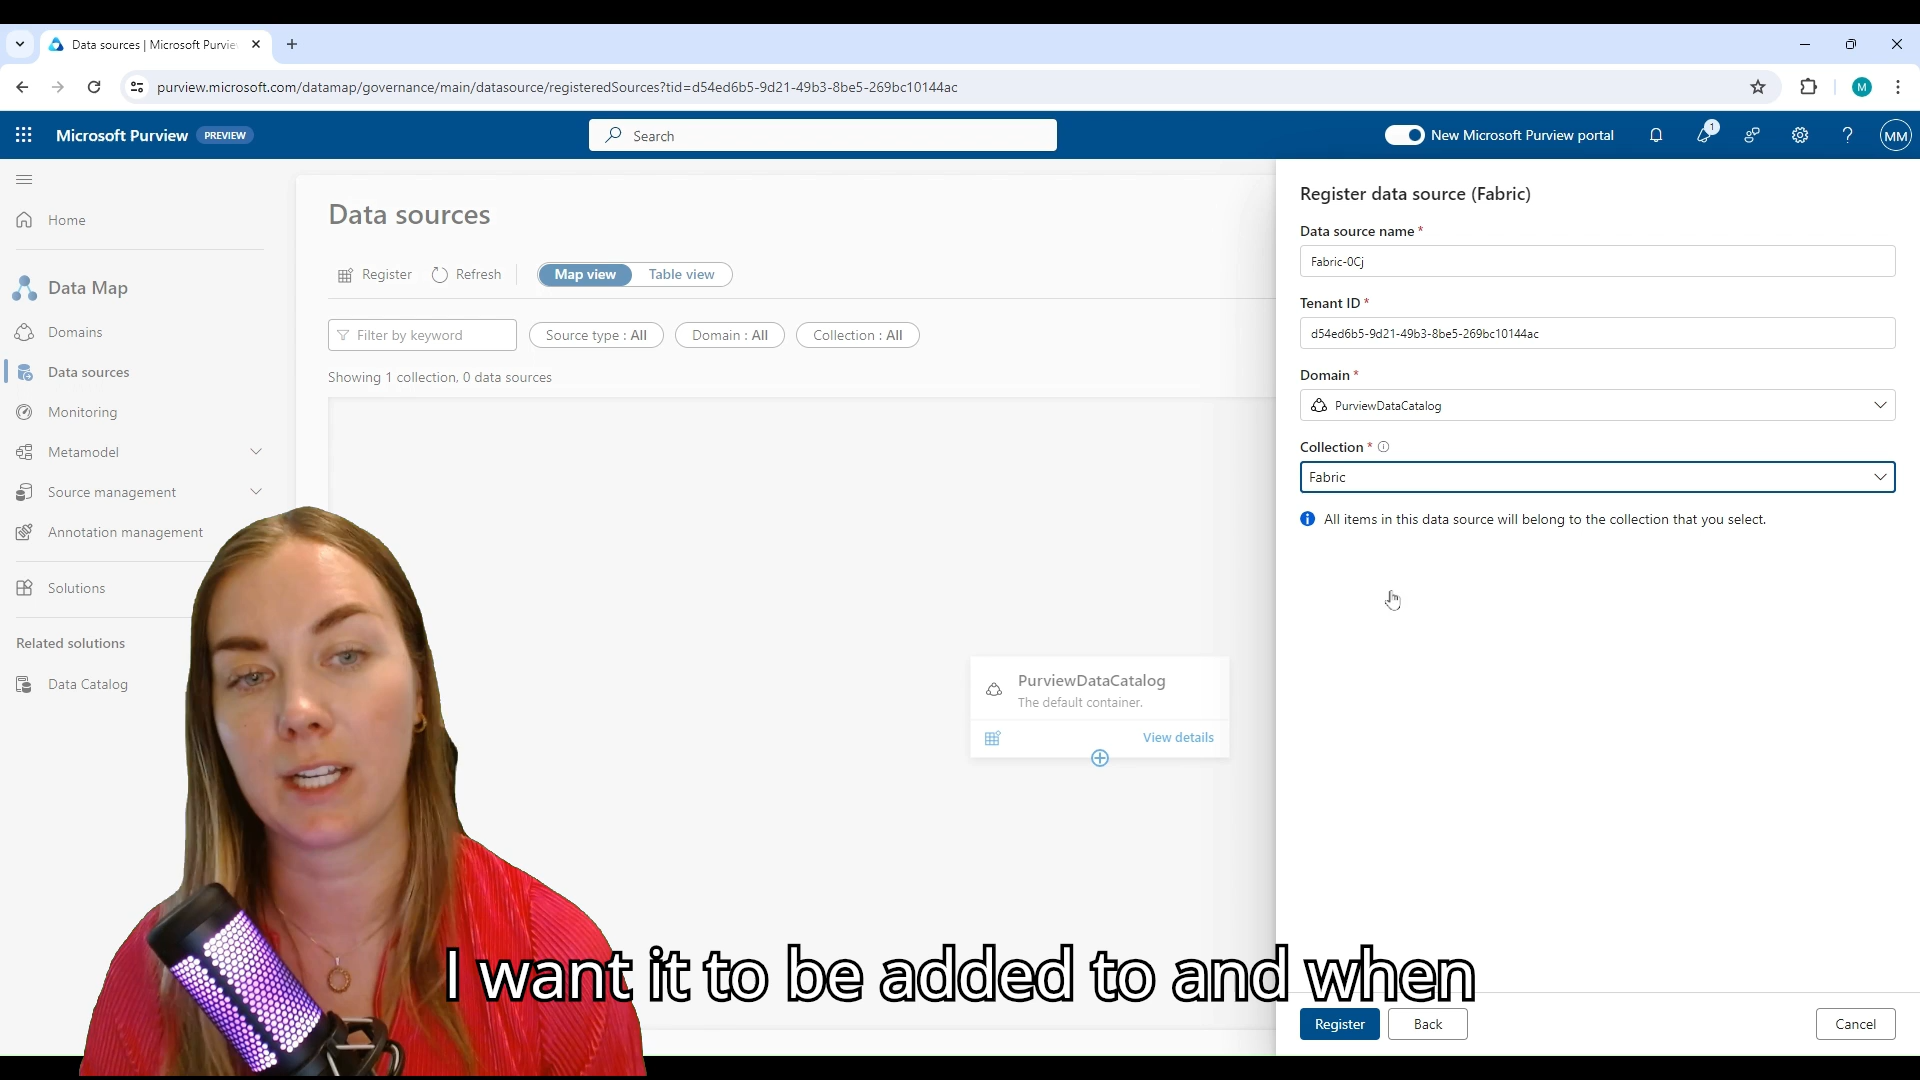 Data sources | Microsoft Purvie
purview.microsoft.com/datamap/governance/main/datasource/registeredSources?tid=d54ed6b5-9d21-49b3-8be5-269bc10144ac
M
Microsoft Purview PREVIEW
Search
New Microsoft Purview portal
1
MM
Home
Data Map
Domains
Data sources
Monitoring
Metamodel
Source management
Annotation management
Solutions
Related solutions
Data Catalog
Data sources
Register Refresh Map view Table view
Filter by keyword Source type : All Domain : All Collection : All
Showing 1 collection, 0 data sources
PurviewDataCatalog
The default container.
View details
Register data source (Fabric)
Data source name *
Fabric-0Cj
Tenant ID *
d54ed6b5-9d21-49b3-8be5-269bc10144ac
Domain *
PurviewDataCatalog
Collection *
Fabric
All items in this data source will belong to the collection that you select.
Register Back Cancel
I want it to be added to and when